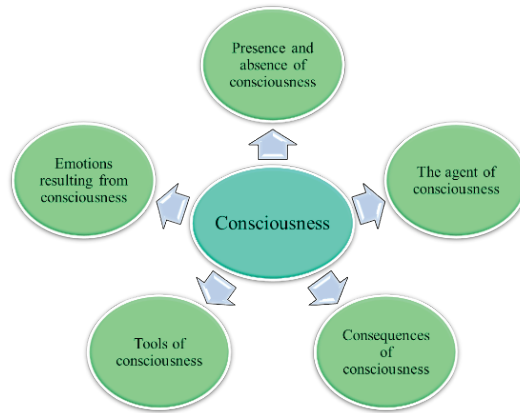 Presence and
absence of
consciousness
Emotions
resulting from
consciousness
The agent of
consciousness
Consciousness
Tools of
consciousness
Consequences
of
consciousness